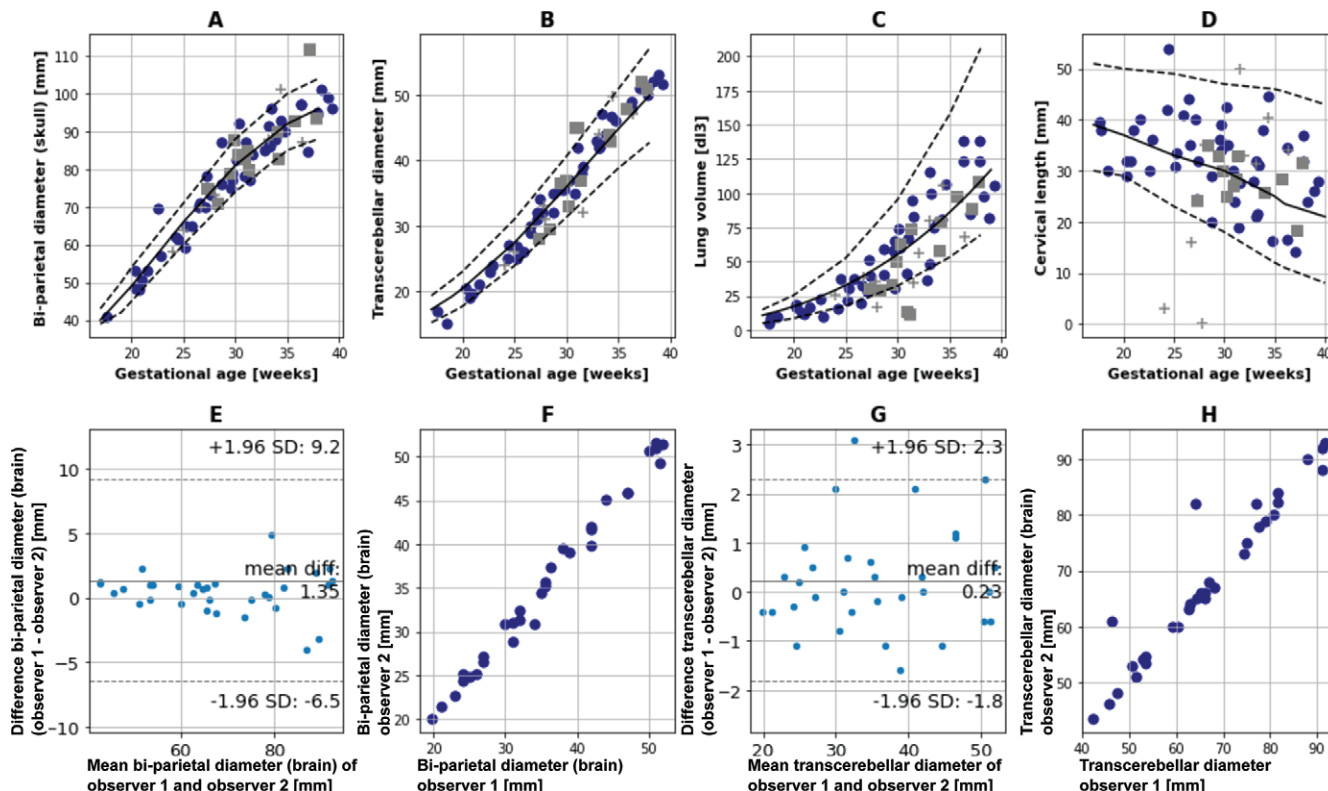 A
B
C
D
Bi-parietal diameter (skull) [mm]
110
100
90
80
70
60
50
40
20
25
30
35
40
Gestational age [weeks]
Transcerebellar diameter [mm]
50
40
30
20
20
25
30
35
40
Gestational age [weeks]
Lung volume [dl3]
200
175
150
125
100
75
50
25
0
20
25
30
35
40
Gestational age [weeks]
Cervical length [mm]
50
40
30
20
10
0
20
25
30
35
40
Gestational age [weeks]
E
F
G
H
Difference bi-parietal diameter (brain)
(observer 1 - observer 2) [mm]
10
5
0
−5
−10
+1.96 SD: 9.2
mean diff:
1.35
-1.96 SD: -6.5
60
80
Mean bi-parietal diameter (brain) of
observer 1 and observer 2 [mm]
Bi-parietal diameter (brain)
observer 2 [mm]
50
45
40
35
30
25
20
20
30
40
50
Bi-parietal diameter (brain)
observer 1 [mm]
Difference transcerebellar diameter
(observer 1 - observer 2) [mm]
3
2
1
0
−1
−2
+1.96 SD: 2.3
mean diff:
0.23
-1.96 SD: -1.8
20
30
40
50
Mean transcerebellar diameter of
observer 1 and observer 2 [mm]
Transcerebellar diameter (brain)
observer 2 [mm]
90
80
70
60
50
40
50
60
70
80
90
Transcerebellar diameter
observer 1 [mm]